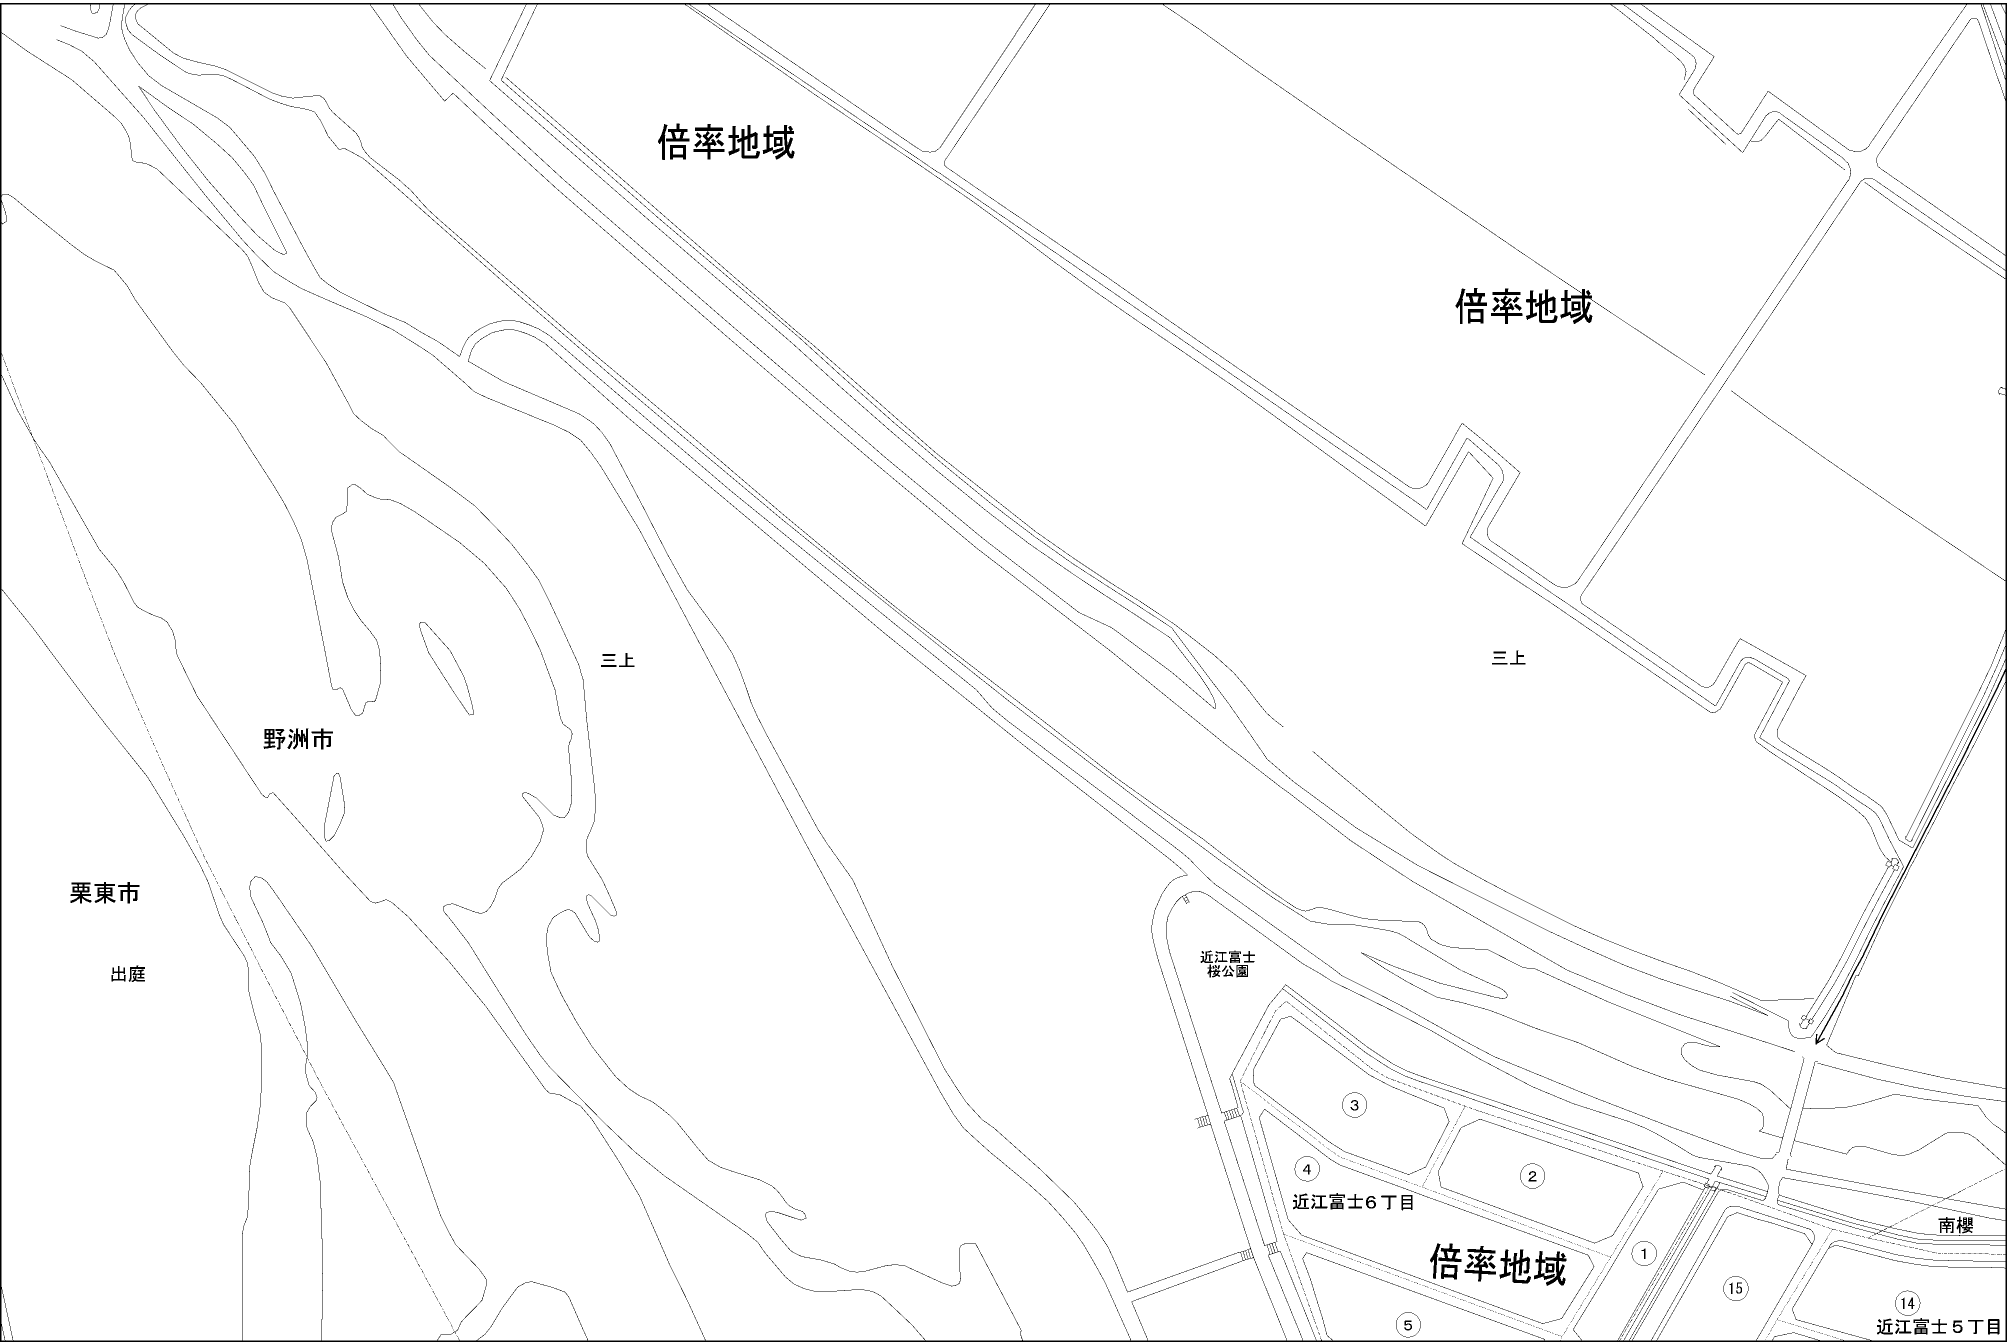 倍率地域
倍率地域
三上
三上
野洲市
栗東市
出庭
近江富士
桜公園
3
4
2
近江富士6丁目
南櫻
1
倍率地域
15
14
5
近江富士5丁目